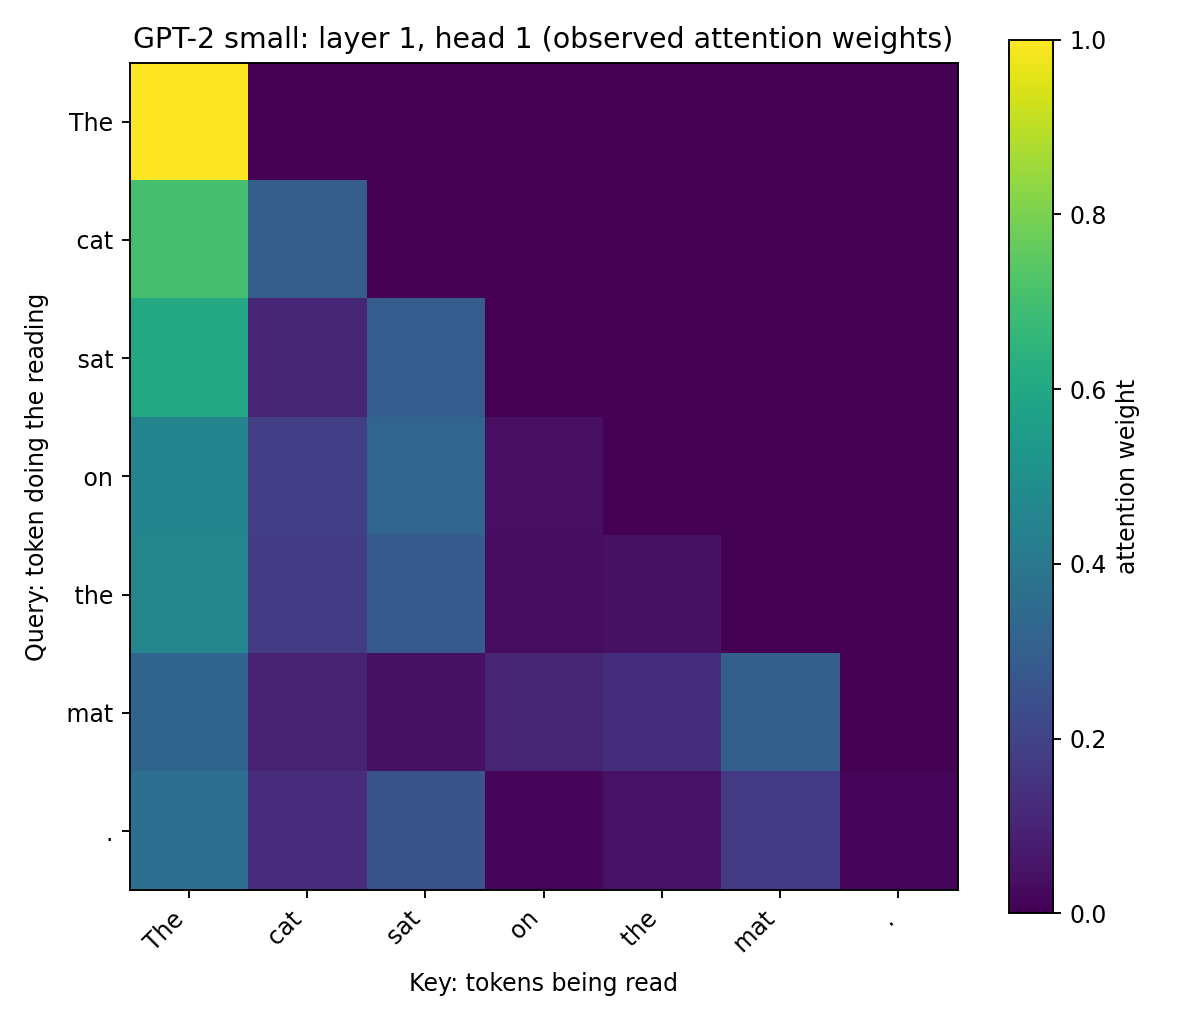 GPT-2 small: layer 1, head 1 (observed attention weights)
Query: token doing the reading
The
cat
sat
on
the
mat
.
The
cat
sat
on
the
mat
.
Key: tokens being read
1.0
0.8
0.6
0.4
0.2
0.0
attention weight